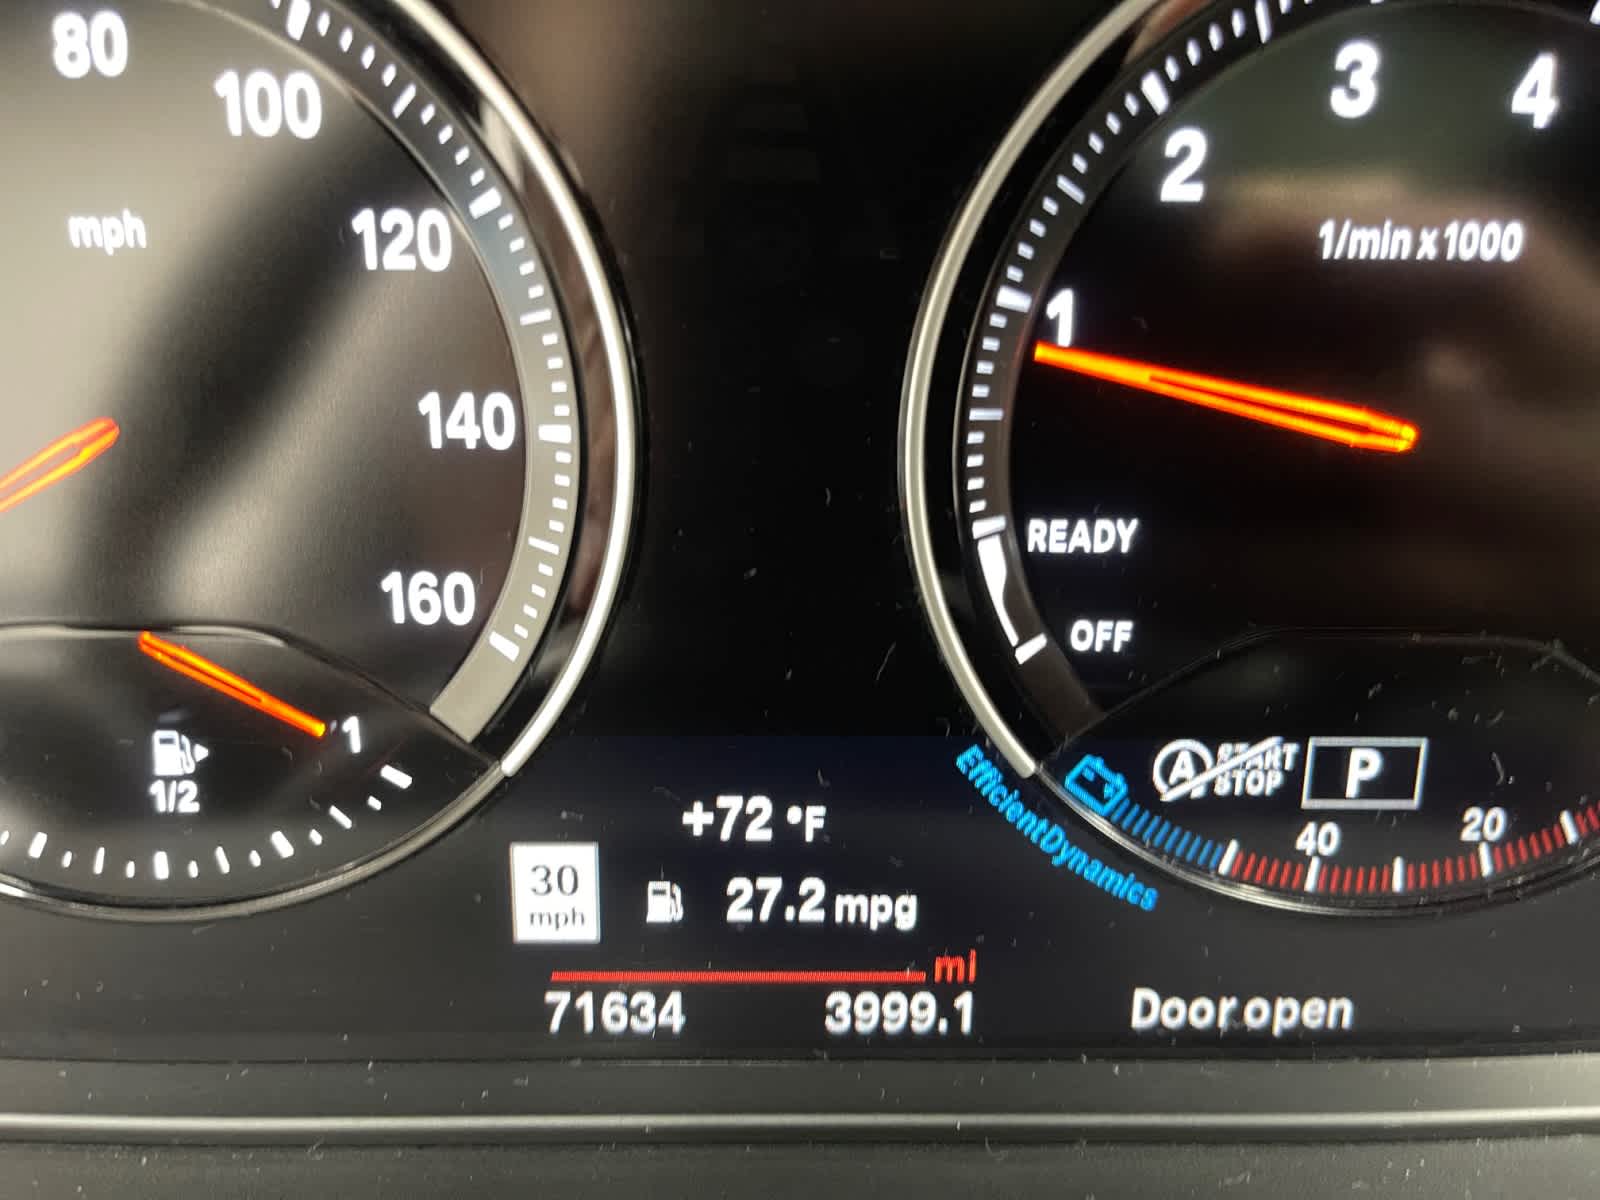 80
100
mph
120
140
160
1
1/2
1
2
3
4
1/min x 1000
READY
OFF
START
STOP
P
40
20
EfficientDynamics
+72 °F
30
mph
27.2 mpg
mi
71634 3999.1
Door open